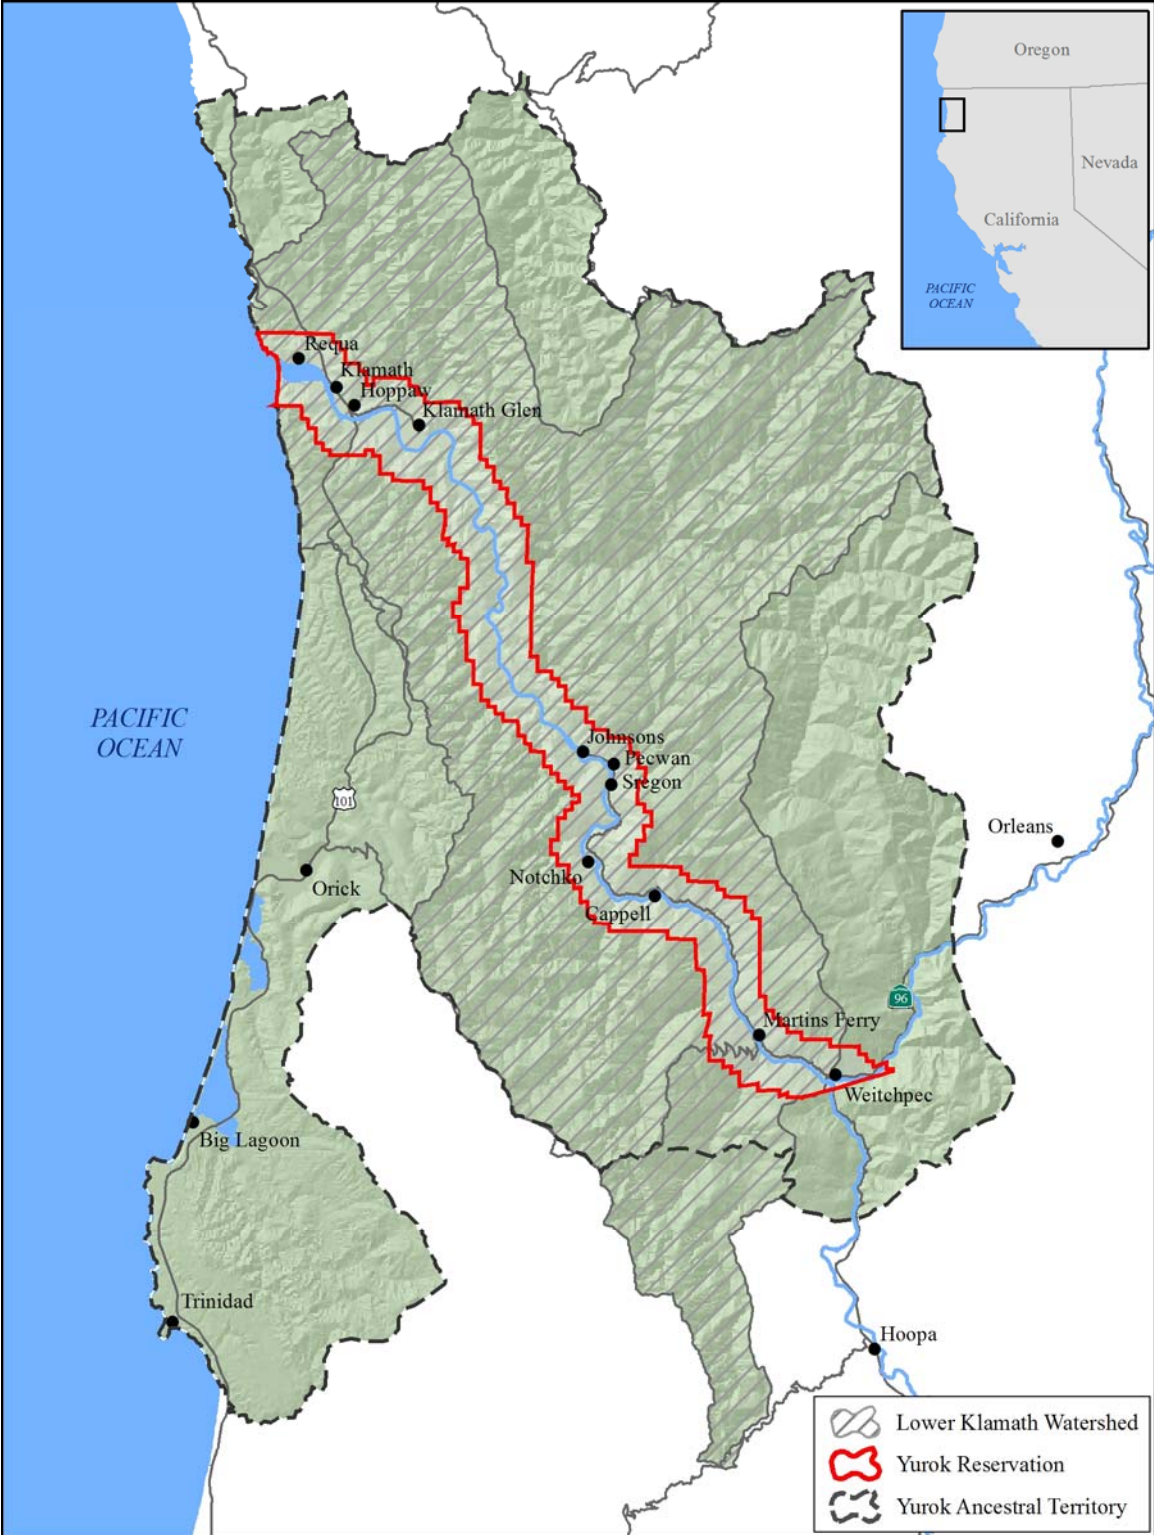 Oregon
Nevada
California
PACIFIC
OCEAN
Requa
Klamath
Hoppaw
Klamath Glen
PACIFIC
OCEAN
Johnsons
Pecwan
Sregon
101
Orleans
Notchko
Orick
Cappell
96
Martins Ferry
Weitchpec
Big Lagoon
Trinidad
Hoopa
Lower Klamath Watershed
Yurok Reservation
Yurok Ancestral Territory